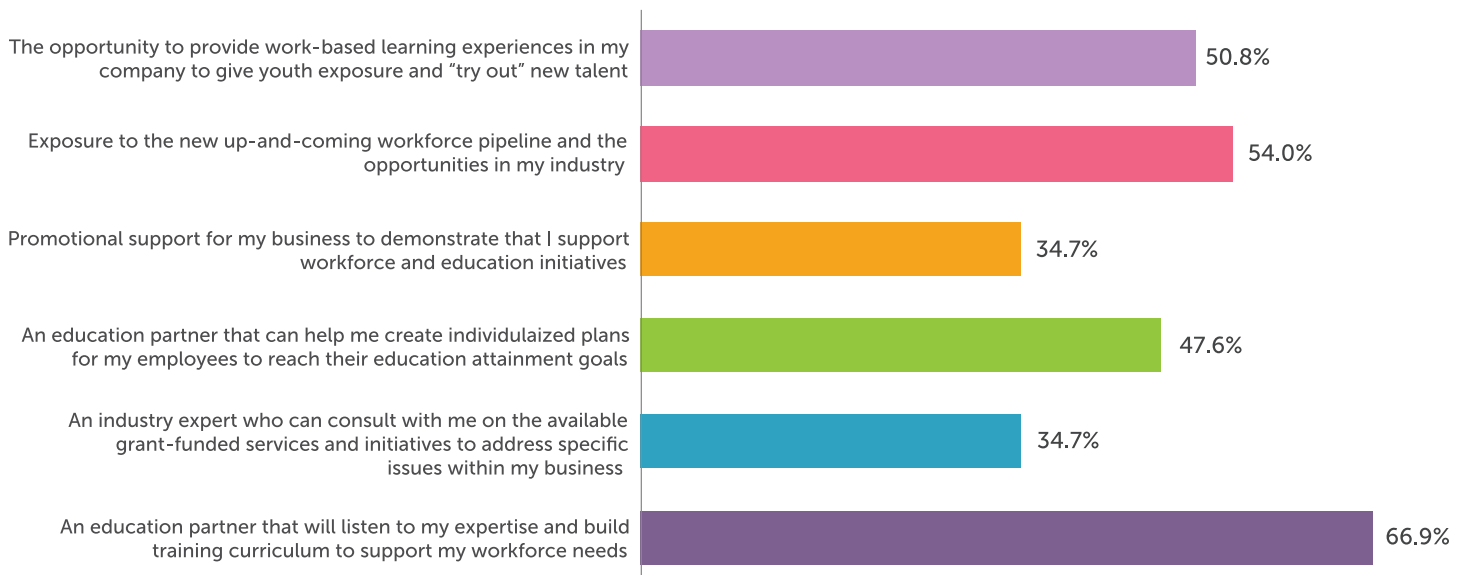 The opportunity to provide work-based learning experiences in my
company to give youth exposure and “try out” new talent
50.8%
Exposure to the new up-and-coming workforce pipeline and the
opportunities in my industry
54.0%
Promotional support for my business to demonstrate that I support
workforce and education initiatives
34.7%
An education partner that can help me create individulaized plans
for my employees to reach their education attainment goals
47.6%
An industry expert who can consult with me on the available
grant-funded services and initiatives to address specific
issues within my business
34.7%
An education partner that will listen to my expertise and build
training curriculum to support my workforce needs
66.9%